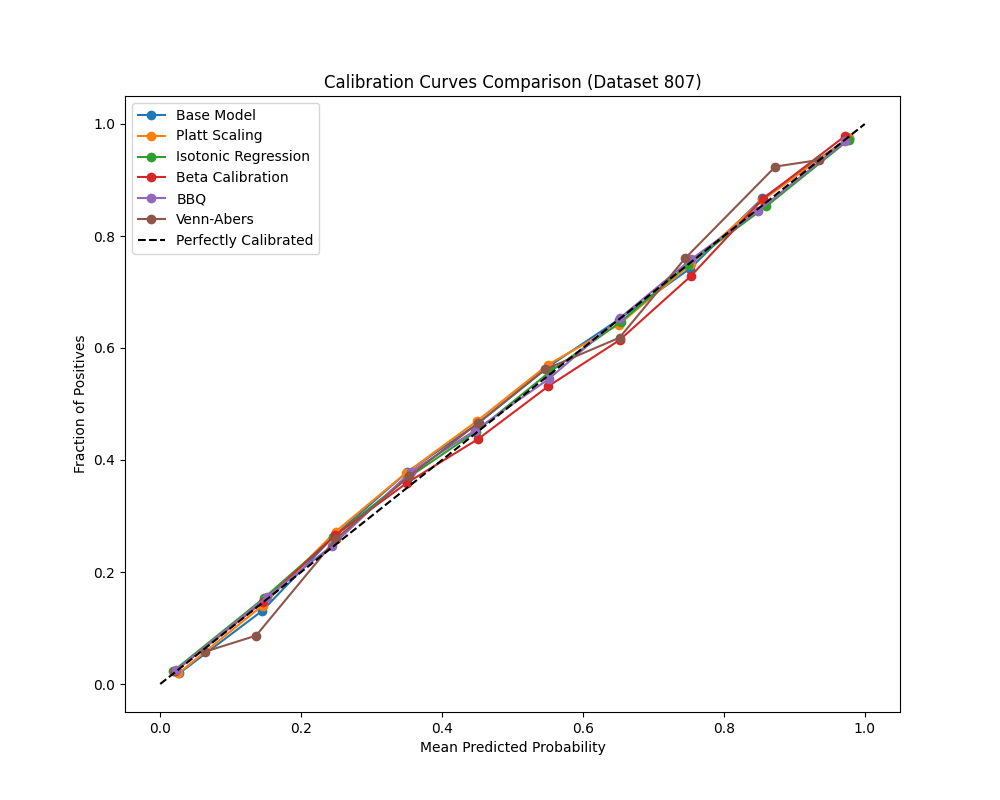 Calibration Curves Comparison (Dataset 807)
Base Model
Platt Scaling
Isotonic Regression
Beta Calibration
BBQ
Venn-Abers
Perfectly Calibrated
1.0
0.8
0.6
0.4
0.2
0.0
Fraction of Positives
0.0 0.2 0.4 0.6 0.8 1.0
Mean Predicted Probability